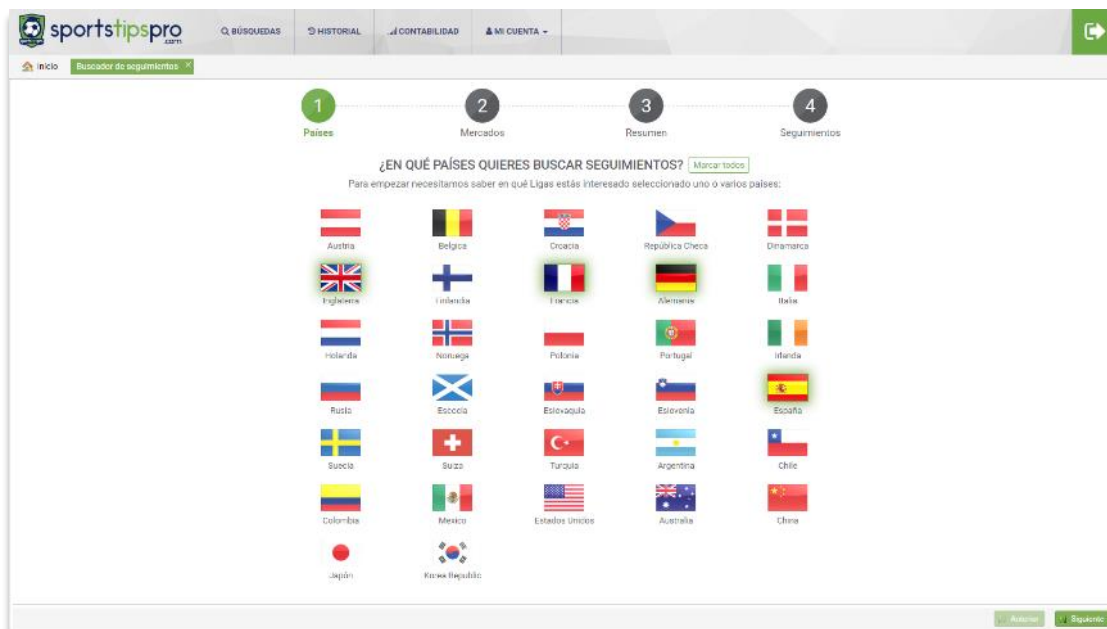 sportstipspro
.com
BÚSQUEDAS HISTORIAL CONTABILIDAD MI CUENTA
Inicio Buscador de seguimientos
1 2 3 4
Países Mercados Resumen Seguimientos
¿EN QUÉ PAÍSES QUIERES BUSCAR SEGUIMIENTOS? Marcar todos
Para empezar necesitamos saber en qué Ligas estás interesado seleccionado uno o varios países:
Austria Belgica Croacia República Checa Dinamarca
Inglaterra Finlandia Francia Alemania Italia
Holanda Noruega Polonia Portugal Irlanda
Rusia Escocia Eslovaquia Eslovenia España
Suecia Suiza Turquia Argentina Chile
Colombia Mexico Estados Unidos Australia China
Japón Korea Republic
Anterior Siguiente